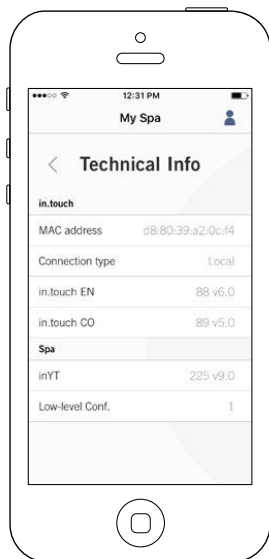 12:31 PM
My Spa
Technical Info
in.touch
MAC address d8:80:39:a2:0c:f4
Connection type Local
in.touch EN 88 v6.0
in.touch CO 89 v5.0
Spa
inYT 225 v9.0
Low-level Conf. 1